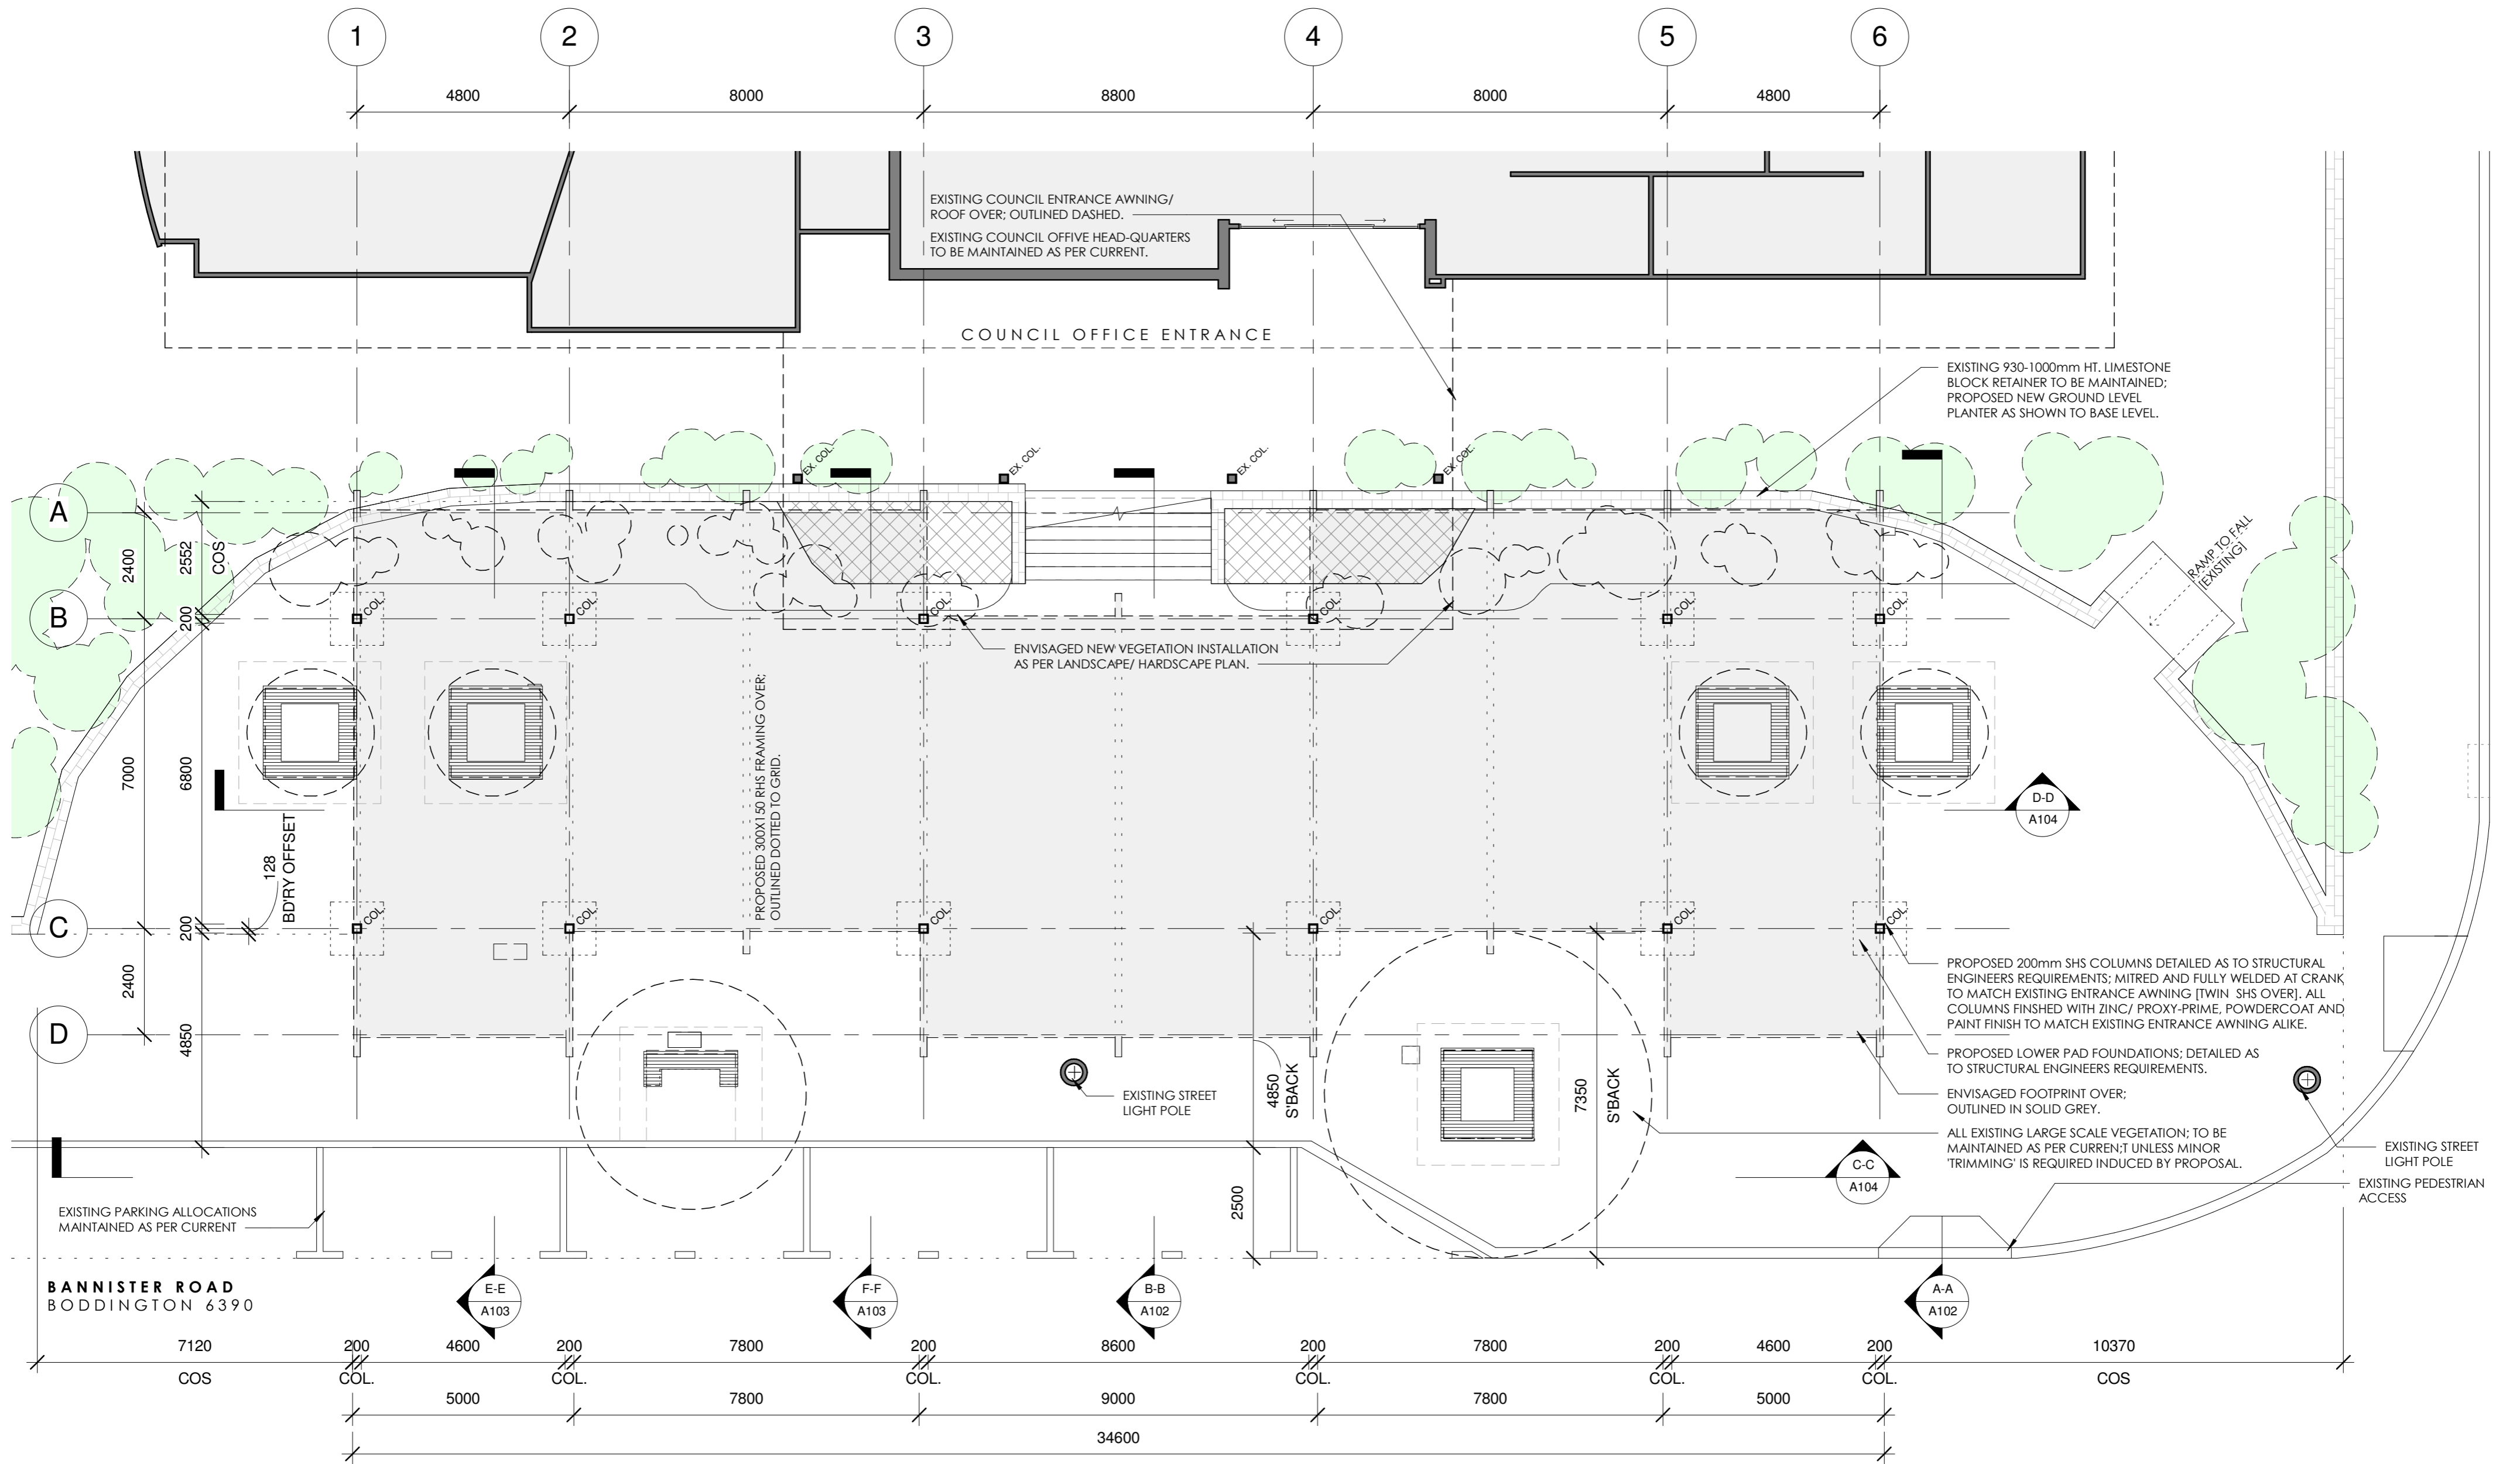 1
2
3
4
5
6
4800
8000
8800
8000
4800
EXISTING COUNCIL ENTRANCE AWNING/
ROOF OVER; OUTLINED DASHED.
EXISTING COUNCIL OFFIVE HEAD-QUARTERS
TO BE MAINTAINED AS PER CURRENT.
COUNCIL OFFICE ENTRANCE
EXISTING 930-1000mm HT. LIMESTONE
BLOCK RETAINER TO BE MAINTAINED;
PROPOSED NEW GROUND LEVEL
PLANTER AS SHOWN TO BASE LEVEL.
EX. COL.
EX. COL.
EX. COL.
EX. COL.
A
B
C
D
2400
7000
2400
2552
COS
200
6800
200
4850
128
BD'RY OFFSET
RAMP TO FALL
[EXISTING]
COL.
COL.
COL.
COL.
COL.
COL.
ENVISAGED NEW VEGETATION INSTALLATION
AS PER LANDSCAPE/ HARDSCAPE PLAN.
PROPOSED 300X150 RHS FRAMING OVER;
OUTLINED DOTTED TO GRID.
D-D
A104
COL.
COL.
COL.
COL.
COL.
COL.
PROPOSED 200mm SHS COLUMNS DETAILED AS TO STRUCTURAL
ENGINEERS REQUIREMENTS; MITRED AND FULLY WELDED AT CRANK
TO MATCH EXISTING ENTRANCE AWNING [TWIN SHS OVER]. ALL
COLUMNS FINSHED WITH ZINC/ PROXY-PRIME, POWDERCOAT AND
PAINT FINISH TO MATCH EXISTING ENTRANCE AWNING ALIKE.
PROPOSED LOWER PAD FOUNDATIONS; DETAILED AS
TO STRUCTURAL ENGINEERS REQUIREMENTS.
ENVISAGED FOOTPRINT OVER;
OUTLINED IN SOLID GREY.
ALL EXISTING LARGE SCALE VEGETATION; TO BE
MAINTAINED AS PER CURREN;T UNLESS MINOR
'TRIMMING' IS REQUIRED INDUCED BY PROPOSAL.
EXISTING STREET
LIGHT POLE
4850
S'BACK
7350
S'BACK
2500
EXISTING STREET
LIGHT POLE
EXISTING PEDESTRIAN
ACCESS
C-C
A104
EXISTING PARKING ALLOCATIONS
MAINTAINED AS PER CURRENT
BANNISTER ROAD
BODDINGTON 6390
E-E
A103
F-F
A103
B-B
A102
A-A
A102
7120
200
4600
200
7800
200
8600
200
7800
200
4600
200
10370
COS
COL.
COL.
COL.
COL.
COL.
COL.
COS
5000
7800
9000
7800
5000
34600